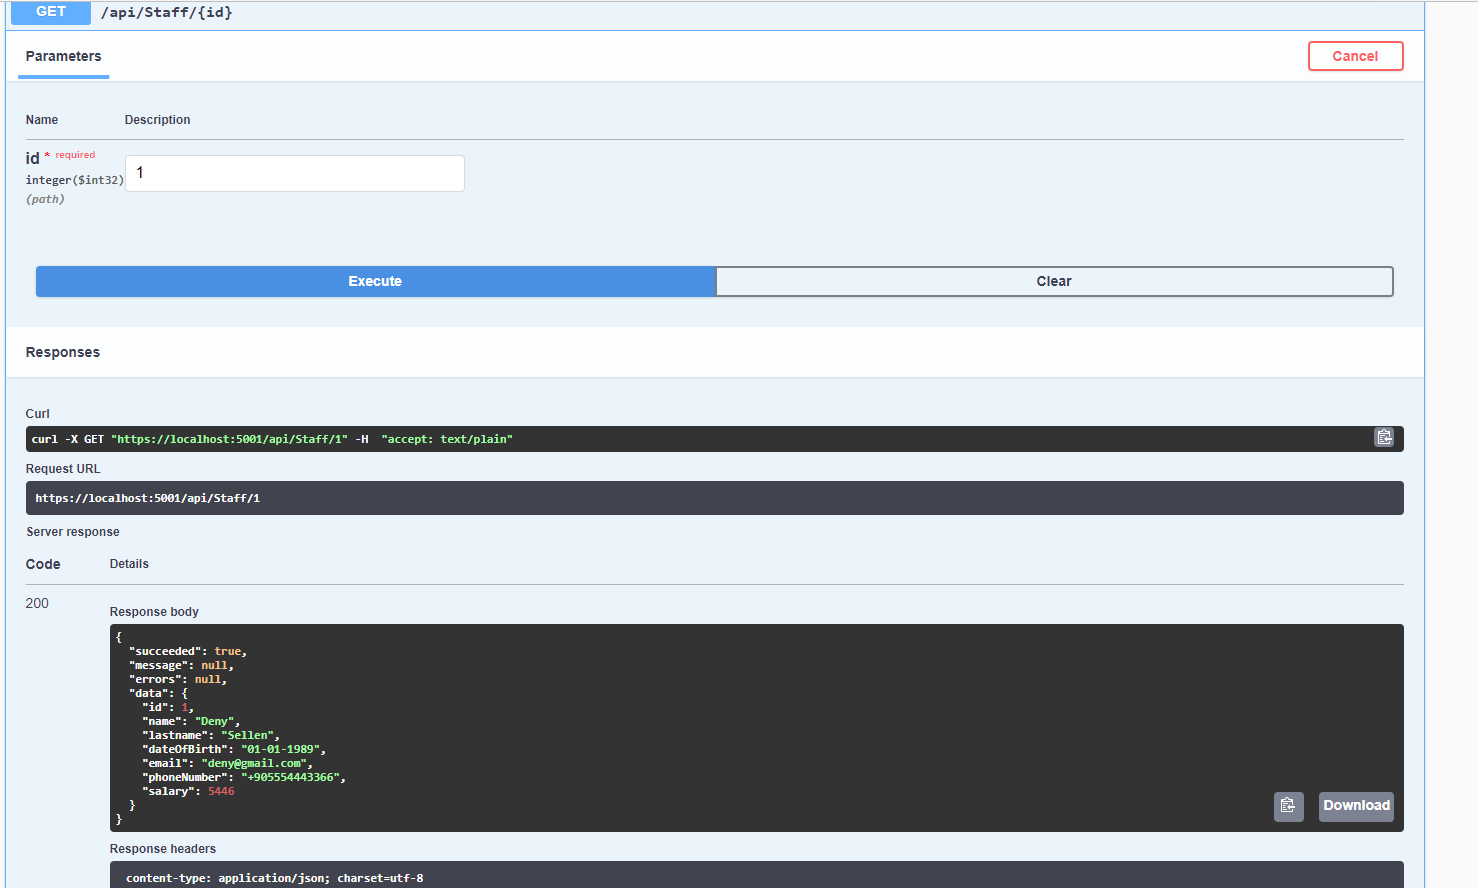 GET /api/Staff/{id}
Parameters
Cancel
Name Description
id * required
integer($int32)
(path)
1
Execute Clear
Responses
Curl
curl -X GET "https://localhost:5001/api/Staff/1" -H  "accept: text/plain"
Request URL
https://localhost:5001/api/Staff/1
Server response
Code Details
200
Response body
{
  "succeeded": true,
  "message": null,
  "errors": null,
  "data": {
    "id": 1,
    "name": "Deny",
    "lastname": "Sellen",
    "dateOfBirth": "01-01-1989",
    "email": "deny@gmail.com",
    "phoneNumber": "+905554443366",
    "salary": 5446
  }
}
Download
Response headers
content-type: application/json; charset=utf-8